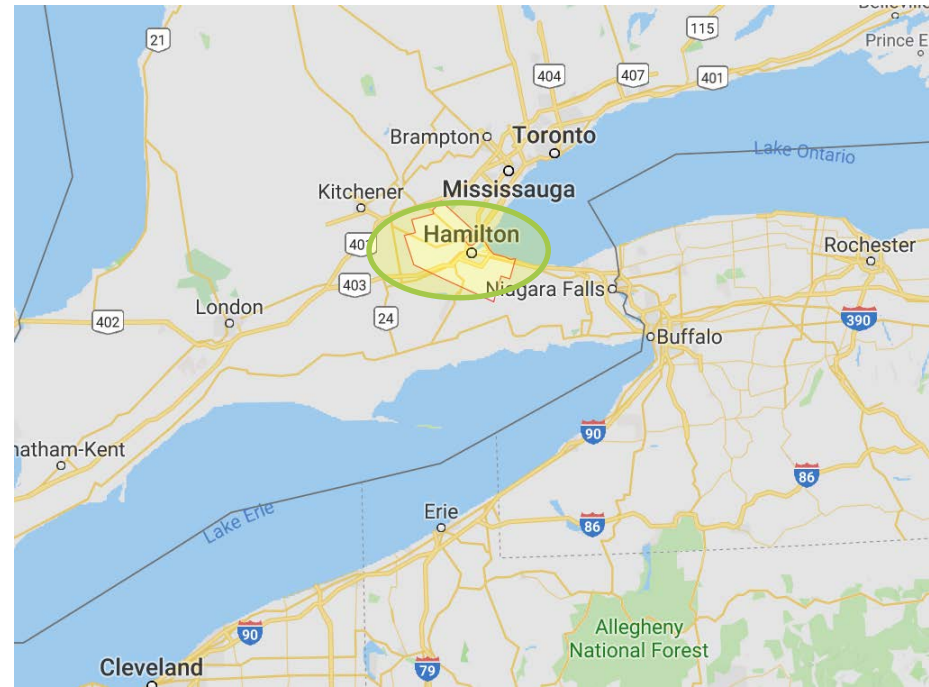 21
115
Prince E
404
407
401
Brampton
Toronto
Lake Ontario
Mississauga
Kitchener
Hamilton
401
Rochester
403
Niagara Falls
London
24
402
390
Buffalo
90
hatham-Kent
86
Lake Erie
Erie
86
90
Allegheny
National Forest
Cleveland
79